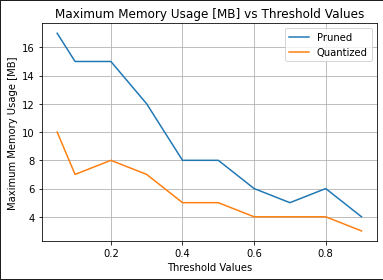 Maximum Memory Usage [MB] vs Threshold Values
Pruned
Quantized
Maximum Memory Usage [MB]
16
14
12
10
8
6
4
0.2 0.4 0.6 0.8
Threshold Values